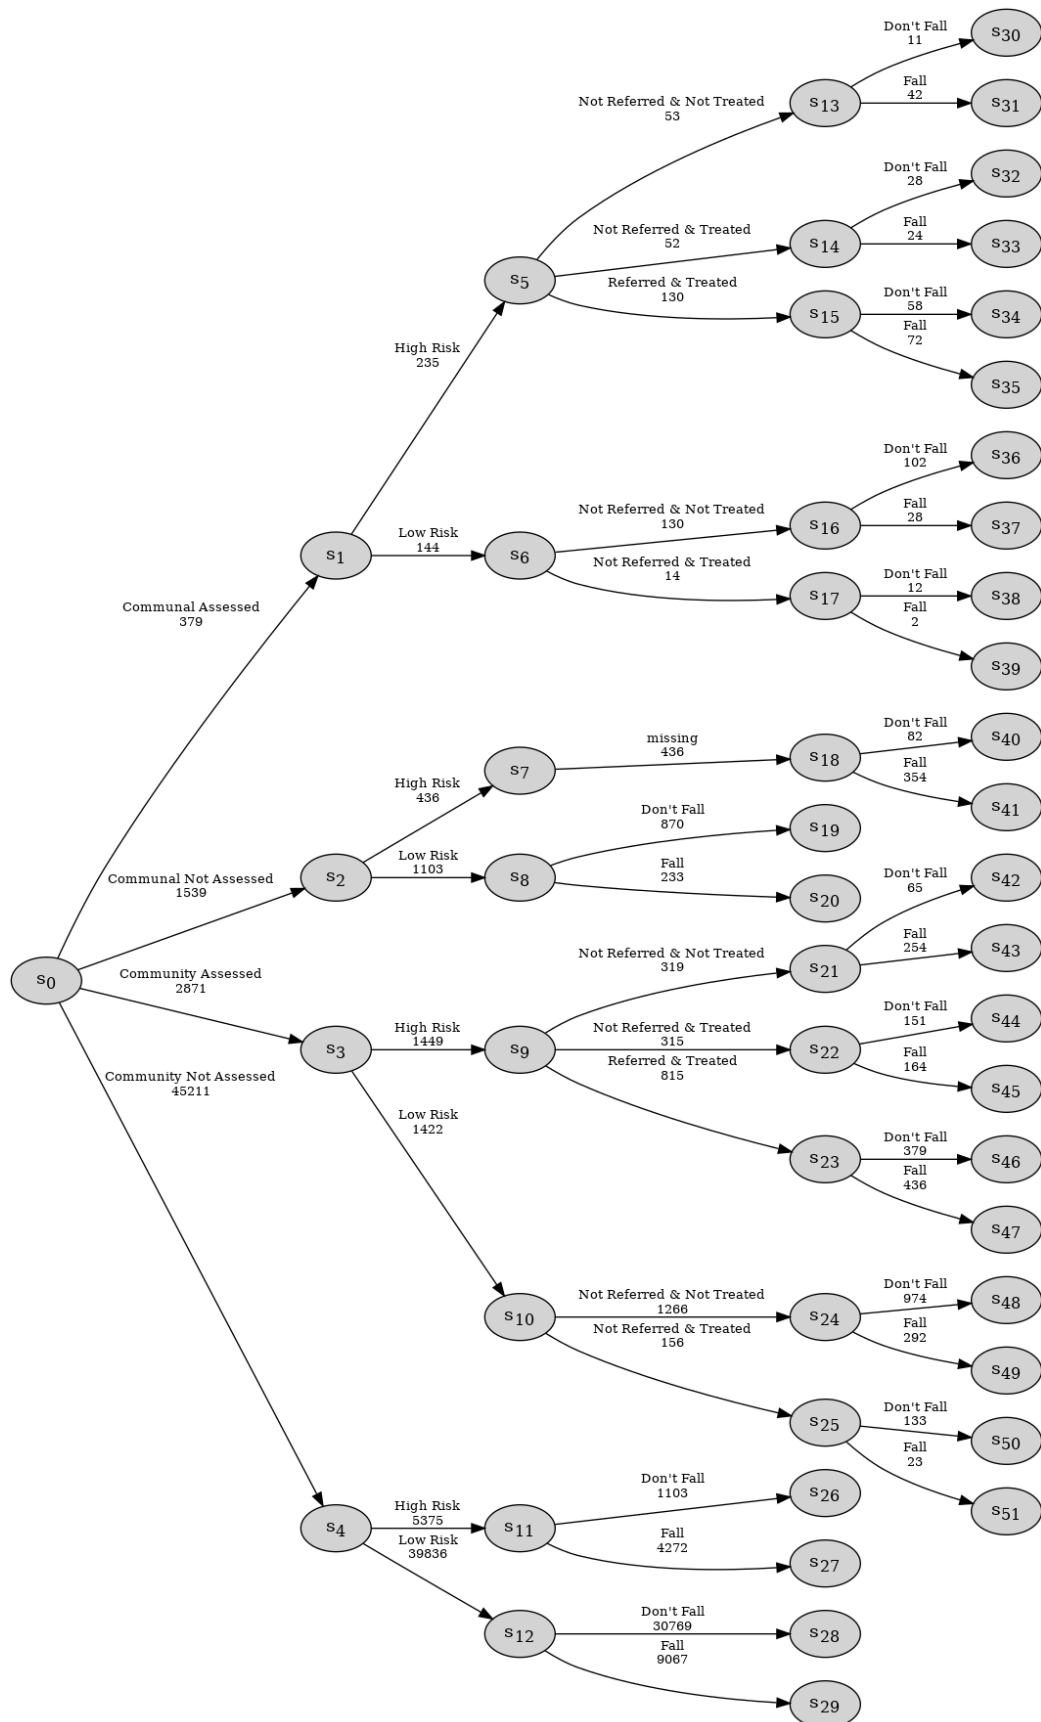 Don't Fall
11
s30
Fall
42
s31
Not Referred & Not Treated
53
s13
Don't Fall
28
s32
Fall
24
s33
Not Referred & Treated
52
s14
s5
Referred & Treated
130
s15
Don't Fall
58
s34
Fall
72
s35
High Risk
235
Don't Fall
102
s36
Not Referred & Not Treated
130
s16
Fall
28
s37
s1
Low Risk
144
s6
Not Referred & Treated
14
s17
Don't Fall
12
s38
Fall
2
s39
Communal Assessed
379
missing
436
s18
Don't Fall
82
s40
Fall
354
s41
High Risk
436
s7
Don't Fall
870
s19
Communal Not Assessed
1539
s2
Low Risk
1103
s8
Fall
233
s20
Don't Fall
65
s42
Not Referred & Not Treated
319
s21
Fall
254
s43
s0
Community Assessed
2871
s3
High Risk
1449
s9
Not Referred & Treated
315
s22
Don't Fall
151
s44
Fall
164
s45
Referred & Treated
815
s23
Don't Fall
379
s46
Fall
436
s47
Community Not Assessed
45211
Low Risk
1422
s10
Not Referred & Not Treated
1266
s24
Don't Fall
974
s48
Fall
292
s49
Not Referred & Treated
156
s25
Don't Fall
133
s50
Fall
23
s51
s4
High Risk
5375
s11
Don't Fall
1103
s26
Fall
4272
s27
Low Risk
39836
s12
Don't Fall
30769
s28
Fall
9067
s29